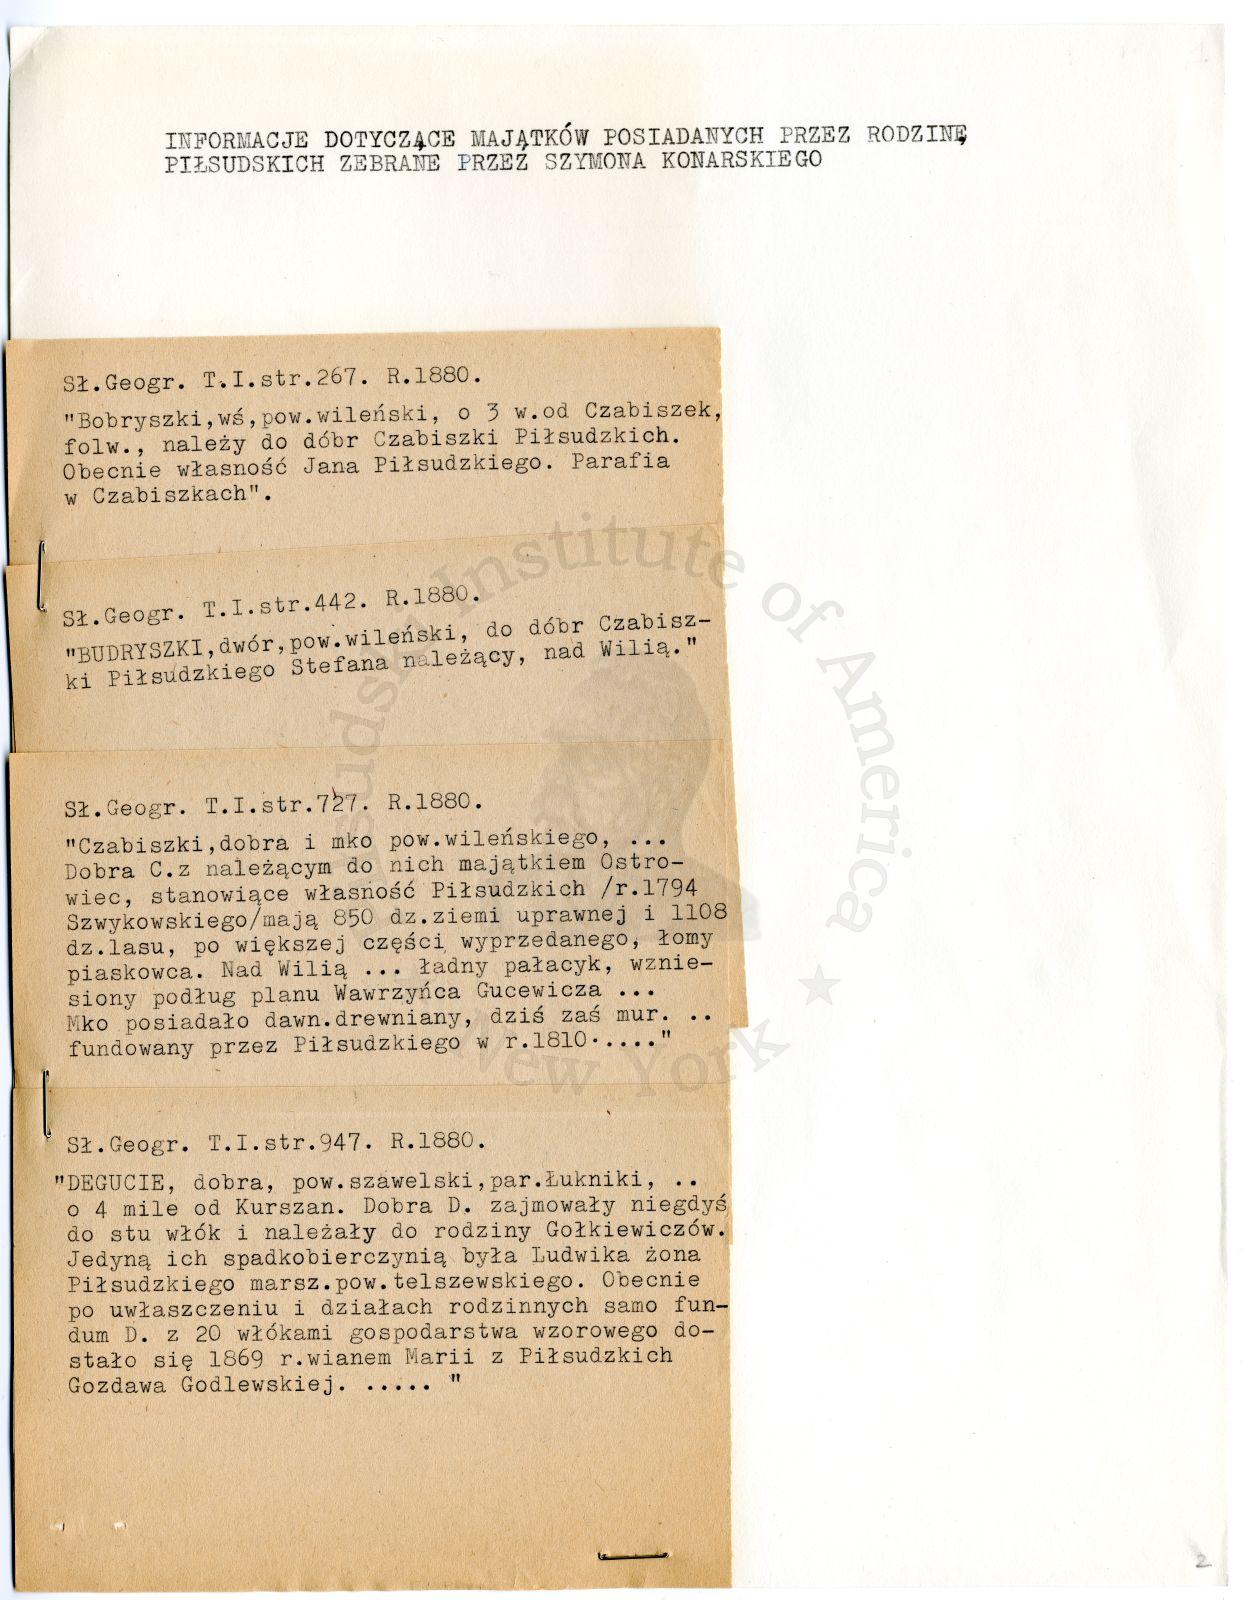 INFORMACJE DOTYCZĄCE MAJĄTKÓW POSIADANYCH PRZEZ RODZINĘ
PIŁSUDSKICH ZEBRANE PRZEZ SZYMONA KONARSKIEGO
Sł.Geogr. T.I.str.267. R.1880.
"Bobryszki,wś,pow.wileński, o 3 w.od Czabiszek,
folw., należy do dóbr Czabiszki Piłsudzkich.
Obecnie własność Jana Piłsudzkiego. Parafia
w Czabiszkach".
Sł.Geogr. T.I.str.442. R.1880.
"BUDRYSZKI,dwór,pow.wileński, do dóbr Czabisz-
ki Piłsudzkiego Stefana należący, nad Wilią."
Sł.Geogr. T.I.str.727. R.1880.
"Czabiszki,dobra i mko pow.wileńskiego, ...
Dobra C.z należącym do nich majątkiem Ostro-
wiec, stanowiące własność Piłsudzkich /r.1794
Szwykowskiego/mają 850 dz.ziemi uprawnej i 1108
dz.lasu, po większej części wyprzedanego, łomy
piaskowca. Nad Wilią ... ładny pałacyk, wznie-
siony podług planu Wawrzyńca Gucewicza ...
Mko posiadało dawn.drewniany, dziś zaś mur. ..
fundowany przez Piłsudzkiego w r.1810....."
Sł.Geogr. T.I.str.947. R.1880.
"DEGUCIE, dobra, pow.szawelski,par.Łukniki, ..
o 4 mile od Kurszan. Dobra D. zajmowały niegdyś
do stu włók i należały do rodziny Gołkiewiczów.
Jedyną ich spadkobierczynią była Ludwika żona
Piłsudzkiego marsz.pow.telszewskiego. Obecnie
po uwłaszczeniu i działach rodzinnych samo fun-
dum D. z 20 włókami gospodarstwa wzorowego do-
stało się 1869 r.wianem Marii z Piłsudzkich
Gozdawa Godlewskiej. ..... "
2
Pilsudski Institute of America
New York